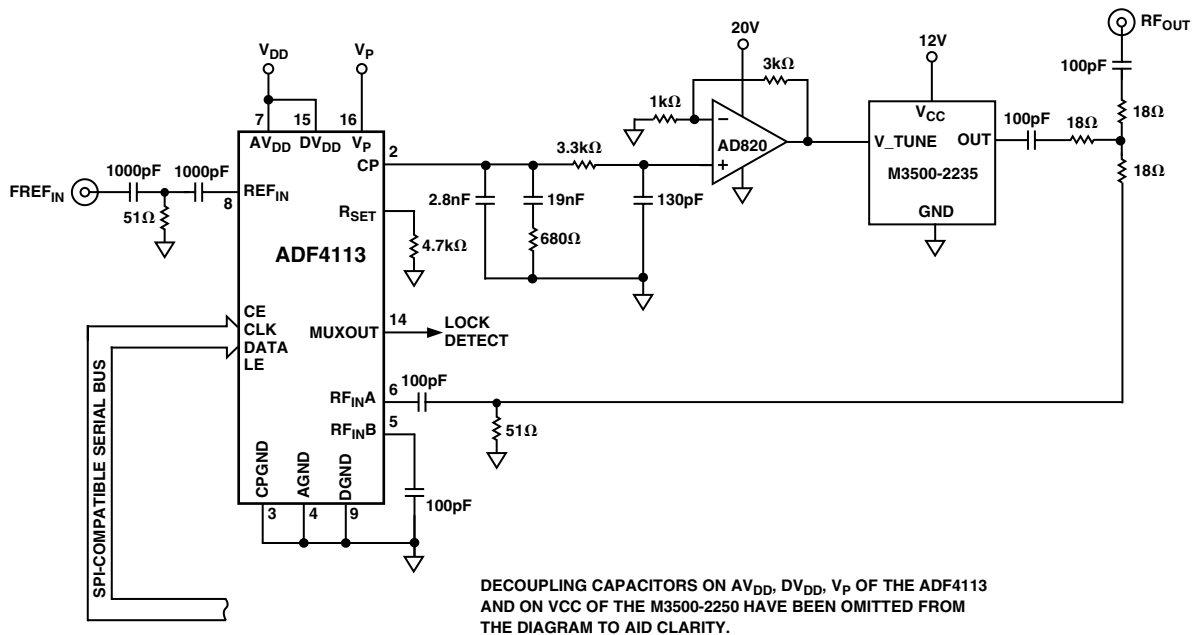 RF_OUT
20V
12V
V_DD
V_P
100pF
3kΩ
1kΩ
18Ω
7
15
16
AV_DD
DV_DD
V_P
CP
2
3.3kΩ
AD820
−
+
V_CC
V_TUNE
OUT
M3500-2235
GND
100pF
18Ω
18Ω
FREF_IN
1000pF
1000pF
REF_IN
8
51Ω
R_SET
4.7kΩ
2.8nF
19nF
680Ω
130pF
ADF4113
CE
CLK
DATA
LE
MUXOUT
14
LOCK
DETECT
SPI-COMPATIBLE SERIAL BUS
RF_INA
6
100pF
RF_INB
5
51Ω
CPGND
AGND
DGND
3
4
9
100pF
DECOUPLING CAPACITORS ON AV_DD, DV_DD, V_P OF THE ADF4113
AND ON VCC OF THE M3500-2250 HAVE BEEN OMITTED FROM
THE DIAGRAM TO AID CLARITY.